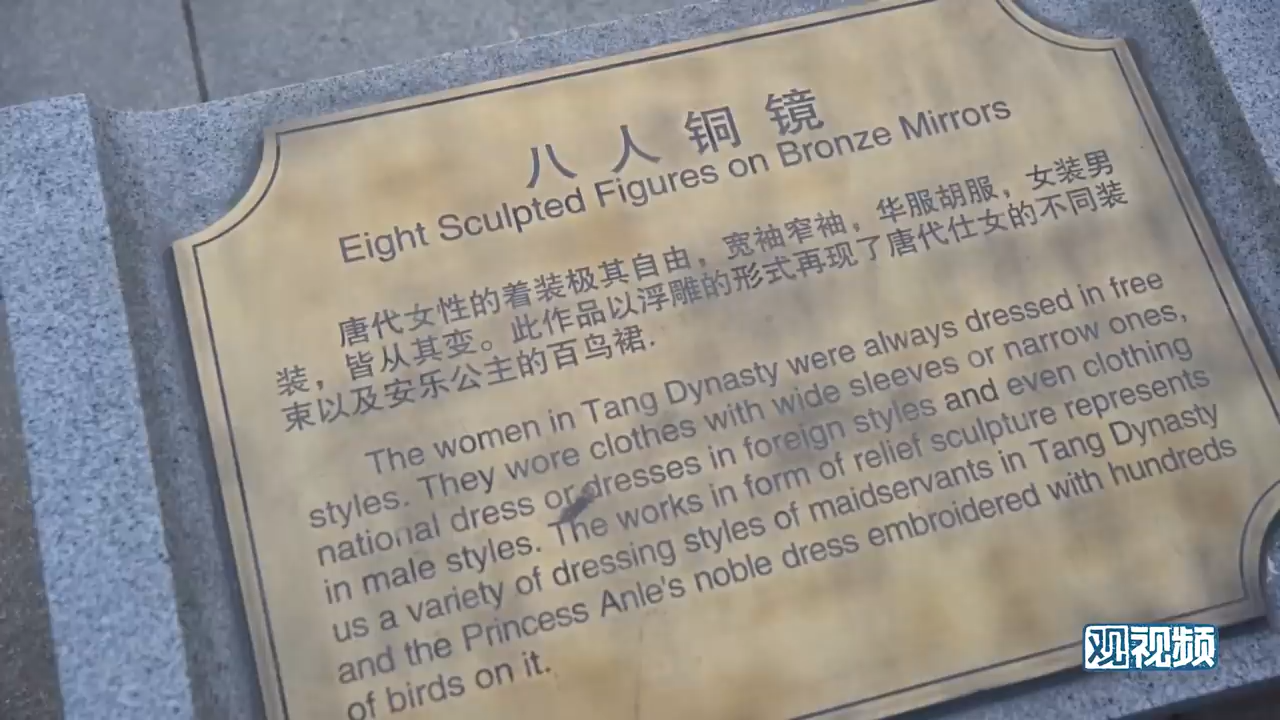 八人铜镜
Eight Sculpted Figures on Bronze Mirrors
唐代女性的着装极其自由，宽袖窄袖，华服胡服，女装男
装，皆从其变。此作品以浮雕的形式再现了唐代仕女的不同装
束以及安乐公主的百鸟裙.
The women in Tang Dynasty were always dressed in free
styles. They wore clothes with wide sleeves or narrow ones,
national dress or dresses in foreign styles and even clothing
in male styles. The works in form of relief sculpture represents
us a variety of dressing styles of maidservants in Tang Dynasty
and the Princess Anle's noble dress embroidered with hundreds
of birds on it.
观视频